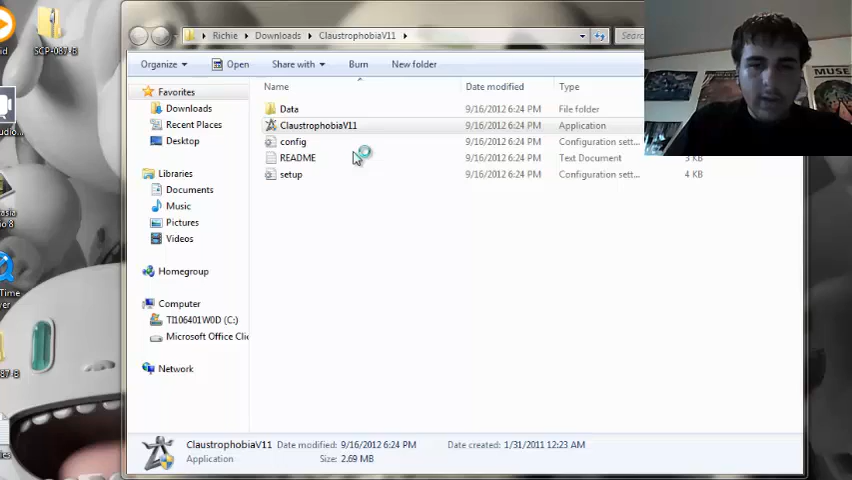 SCP-087-B
Richie
Downloads
ClaustrophobiaV11
Organize
Open
Share with
Burn
New folder
Favorites
Downloads
Recent Places
Desktop
Libraries
Documents
Music
Pictures
Videos
Homegroup
Computer
TI106401W0D (C:)
Network
Name
Date modified
Type
Data 9/16/2012 6:24 PM File folder
ClaustrophobiaV11 9/16/2012 6:24 PM Application
config 9/16/2012 6:24 PM Configuration sett...
README 9/16/2012 6:24 PM Text Document 3 KB
setup 9/16/2012 6:24 PM Configuration sett... 4 KB
Microsoft Office Clic
MUSE
ClaustrophobiaV11 Date modified: 9/16/2012 6:24 PM Date created: 1/31/2011 12:23 AM
Application Size: 2.69 MB